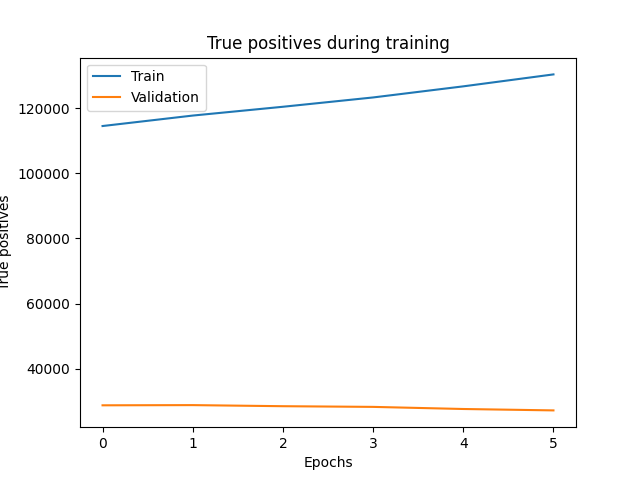 True positives during training
Train
Validation
True positives
120000
100000
80000
60000
40000
0 1 2 3 4 5
Epochs